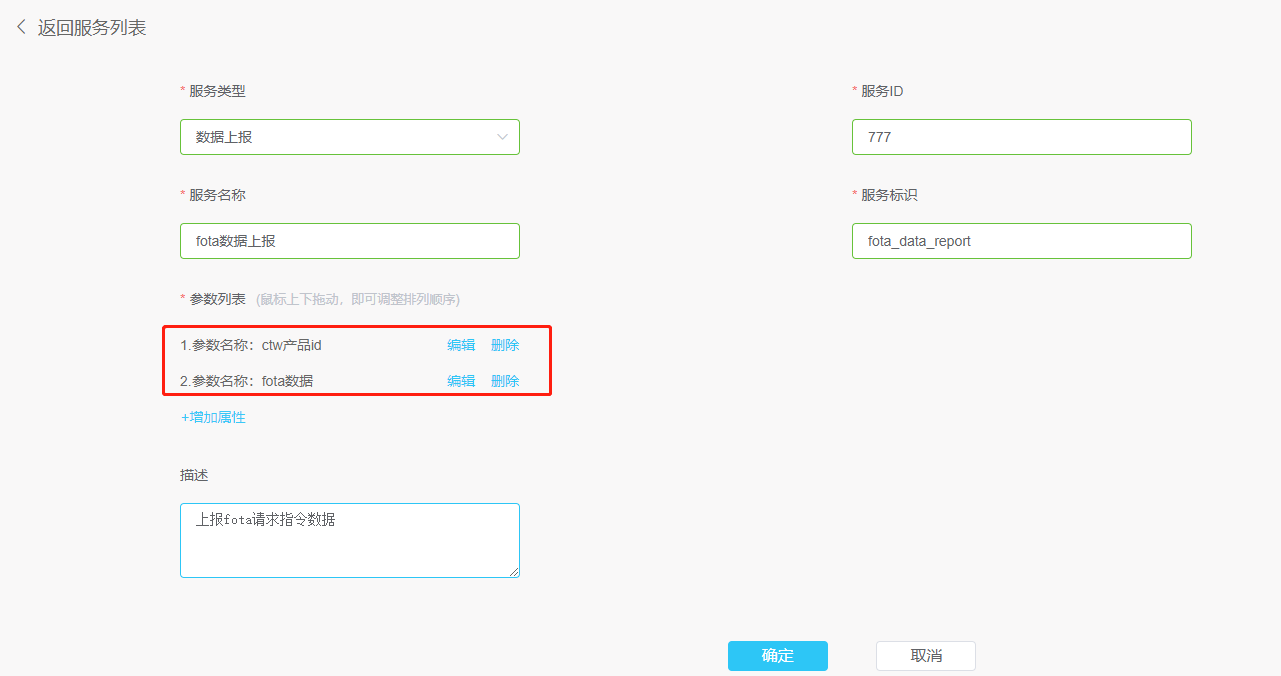 返回服务列表
* 服务类型
* 服务ID
数据上报
777
* 服务名称
* 服务标识
fota数据上报
fota_data_report
* 参数列表 (鼠标上下拖动，即可调整排列顺序)
1.参数名称：ctw产品id 编辑 删除
2.参数名称：fota数据 编辑 删除
+增加属性
描述
上报fota请求指令数据
确定 取消